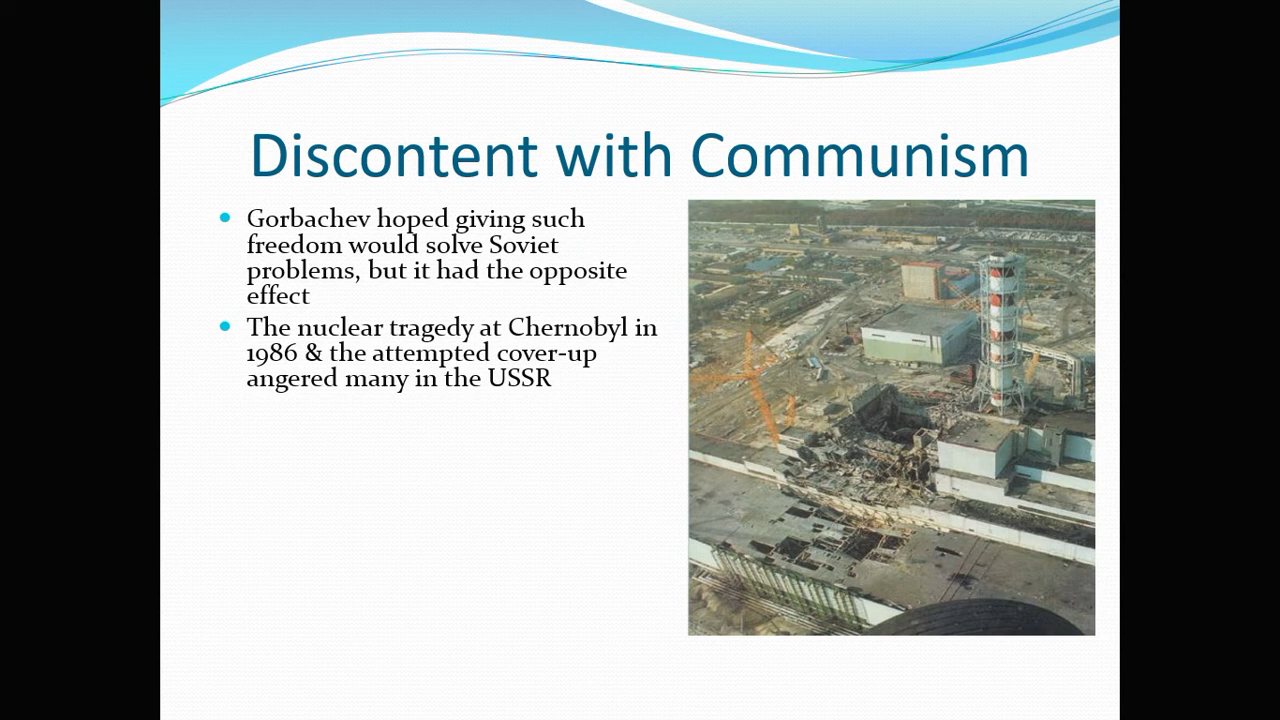 Discontent with Communism
• Gorbachev hoped giving such
freedom would solve Soviet
problems, but it had the opposite
effect
• The nuclear tragedy at Chernobyl in
1986 & the attempted cover-up
angered many in the USSR